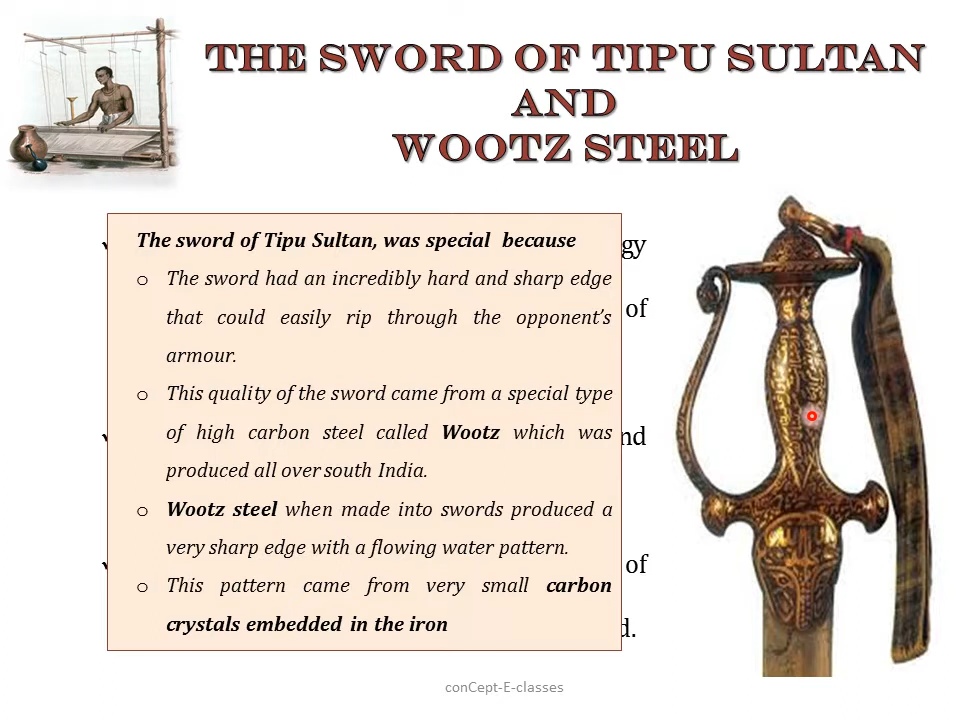 THE SWORD OF TIPU SULTAN
AND
WOOTZ STEEL
The sword of Tipu Sultan, was special because
o The sword had an incredibly hard and sharp edge
that could easily rip through the opponent's
armour.
o This quality of the sword came from a special type
of high carbon steel called Wootz which was
produced all over south India.
o Wootz steel when made into swords produced a
very sharp edge with a flowing water pattern.
o This pattern came from very small carbon
crystals embedded in the iron
of
of
conCept-E-classes